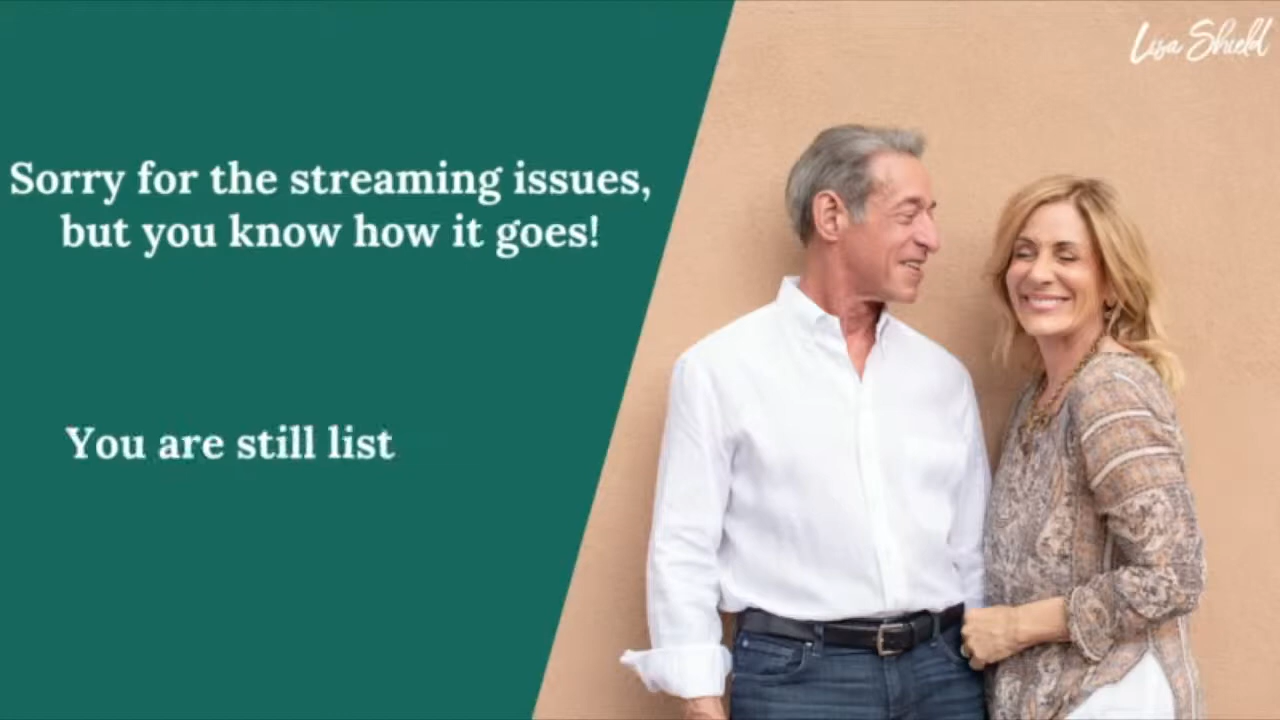 Lisa Shield
Sorry for the streaming issues,
but you know how it goes!
You are still list